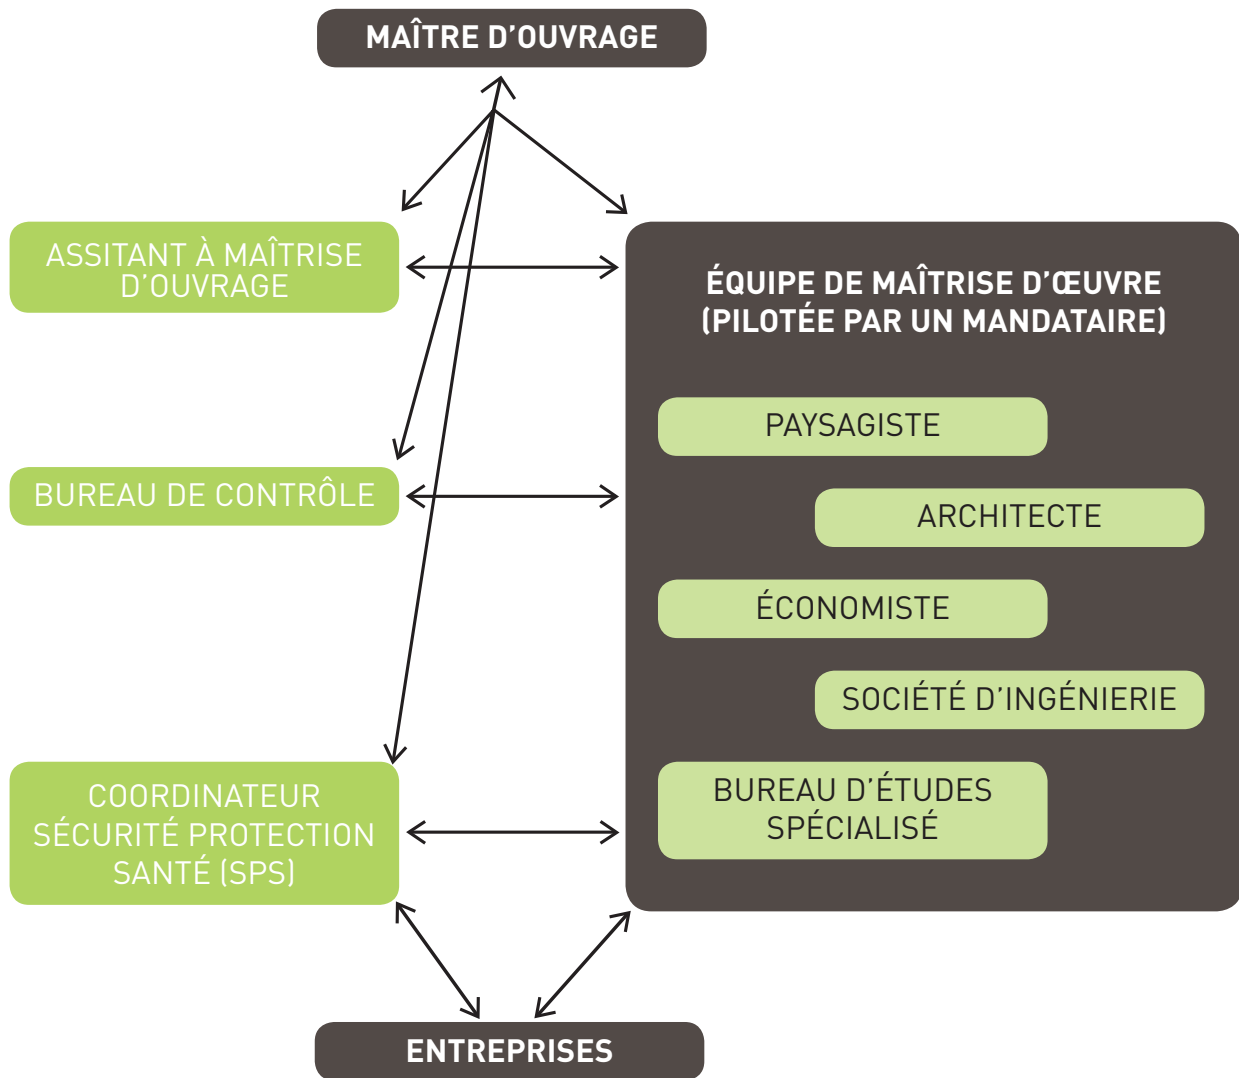 MAÎTRE D’OUVRAGE
ASSITANT À MAÎTRISE
D’OUVRAGE
BUREAU DE CONTRÔLE
COORDINATEUR
SÉCURITÉ PROTECTION
SANTÉ (SPS)
ÉQUIPE DE MAÎTRISE D’ŒUVRE
(PILOTÉE PAR UN MANDATAIRE)
PAYSAGISTE
ARCHITECTE
ÉCONOMISTE
SOCIÉTÉ D’INGÉNIERIE
BUREAU D’ÉTUDES
SPÉCIALISÉ
ENTREPRISES